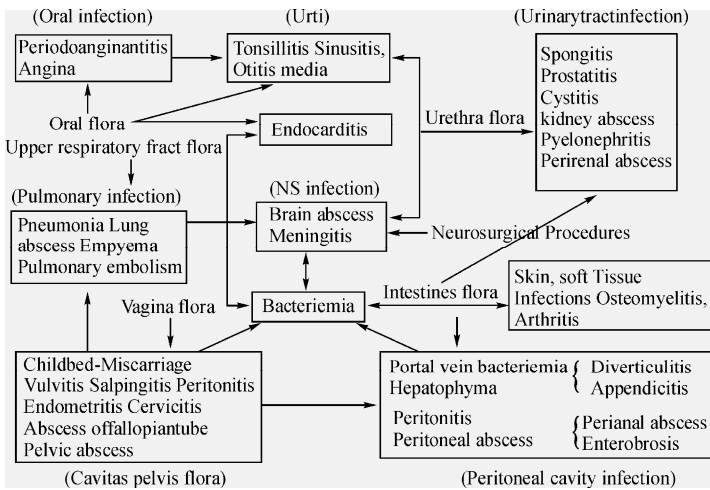 (Oral infection)
(Urti)
(Urinarytractinfection)
Periodoanginantitis
Angina
Tonsillitis Sinusitis,
Otitis media
Spongitis
Prostatitis
Cystitis
kidney abscess
Pyelonephritis
Perirenal abscess
Oral flora
Endocarditis
Urethra flora
Upper respiratory fract flora
(Pulmonary infection)
(NS infection)
Pneumonia Lung
abscess Empyema
Pulmonary embolism
Brain abscess
Meningitis
Neurosurgical Procedures
Vagina flora
Bacteriemia
Intestines flora
Skin, soft Tissue
Infections Osteomyelitis,
Arthritis
Childbed-Miscarriage
Vulvitis Salpingitis Peritonitis
Endometritis Cervicitis
Abscess offallopiantube
Pelvic abscess
Portal vein bacteriemia { Diverticulitis
Hepatophyma Appendicitis
Peritonitis { Perianal abscess
Peritoneal abscess Enterobrosis
(Cavitas pelvis flora)
(Peritoneal cavity infection)